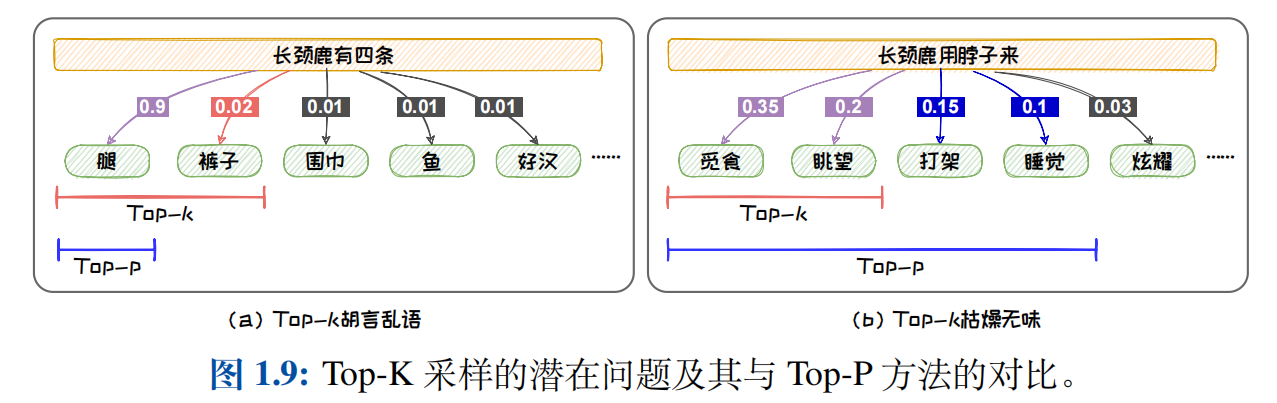 长颈鹿有四条
0.9 0.02 0.01 0.01 0.01
腿 裤子 围巾 鱼 好汉 ······
Top-k
Top-p
(a) Top-k胡言乱语
长颈鹿用脖子来
0.35 0.2 0.15 0.1 0.03
觅食 眺望 打架 睡觉 炫耀 ······
Top-k
Top-p
(b) Top-k枯燥无味
图 1.9: Top-K 采样的潜在问题及其与 Top-P 方法的对比。